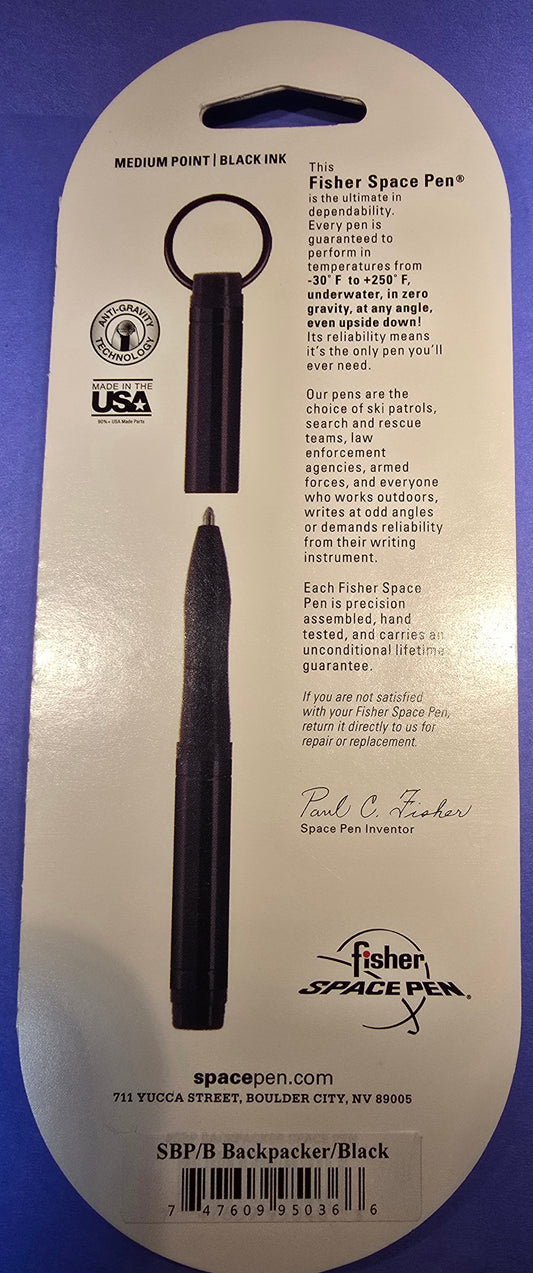 MEDIUM POINT | BLACK INK
This
Fisher Space Pen®
is the ultimate in
dependability.
Every pen is
guaranteed to
perform in
temperatures from
-30° F to +250° F,
underwater, in zero
gravity, at any angle,
even upside down!
Its reliability means
it's the only pen you'll
ever need.
ANTI-GRAVITY
TECHNOLOGY
MADE IN THE
USA
90%+ USA Made Parts
Our pens are the
choice of ski patrols,
search and rescue
teams, law
enforcement
agencies, armed
forces, and everyone
who works outdoors,
writes at odd angles
or demands reliability
from their writing
instrument.
Each Fisher Space
Pen is precision
assembled, hand
tested, and carries an
unconditional lifetime
guarantee.
If you are not satisfied
with your Fisher Space Pen,
return it directly to us for
repair or replacement.
Paul C. Fisher
Space Pen Inventor
fisher
SPACE PEN®
spacepen.com
711 YUCCA STREET, BOULDER CITY, NV 89005
SBP/B Backpacker/Black
7 47609 95036 6